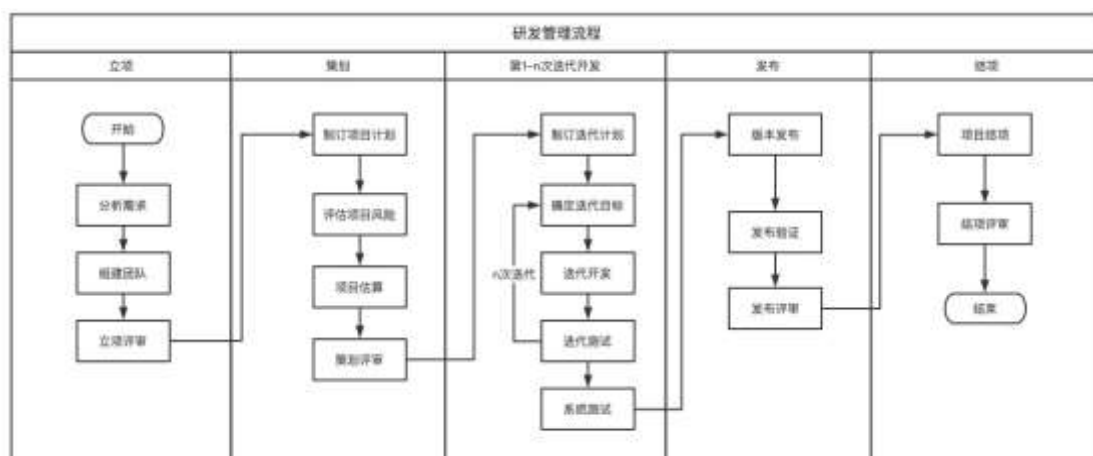 研发管理流程
立项
策划
第1-n次迭代开发
发布
结项
开始
分析需求
组建团队
立项评审
制订项目计划
评估项目风险
项目估算
策划评审
制订迭代计划
确定迭代目标
n次迭代
迭代开发
迭代测试
系统测试
版本发布
发布验证
发布评审
项目结项
结项评审
结束